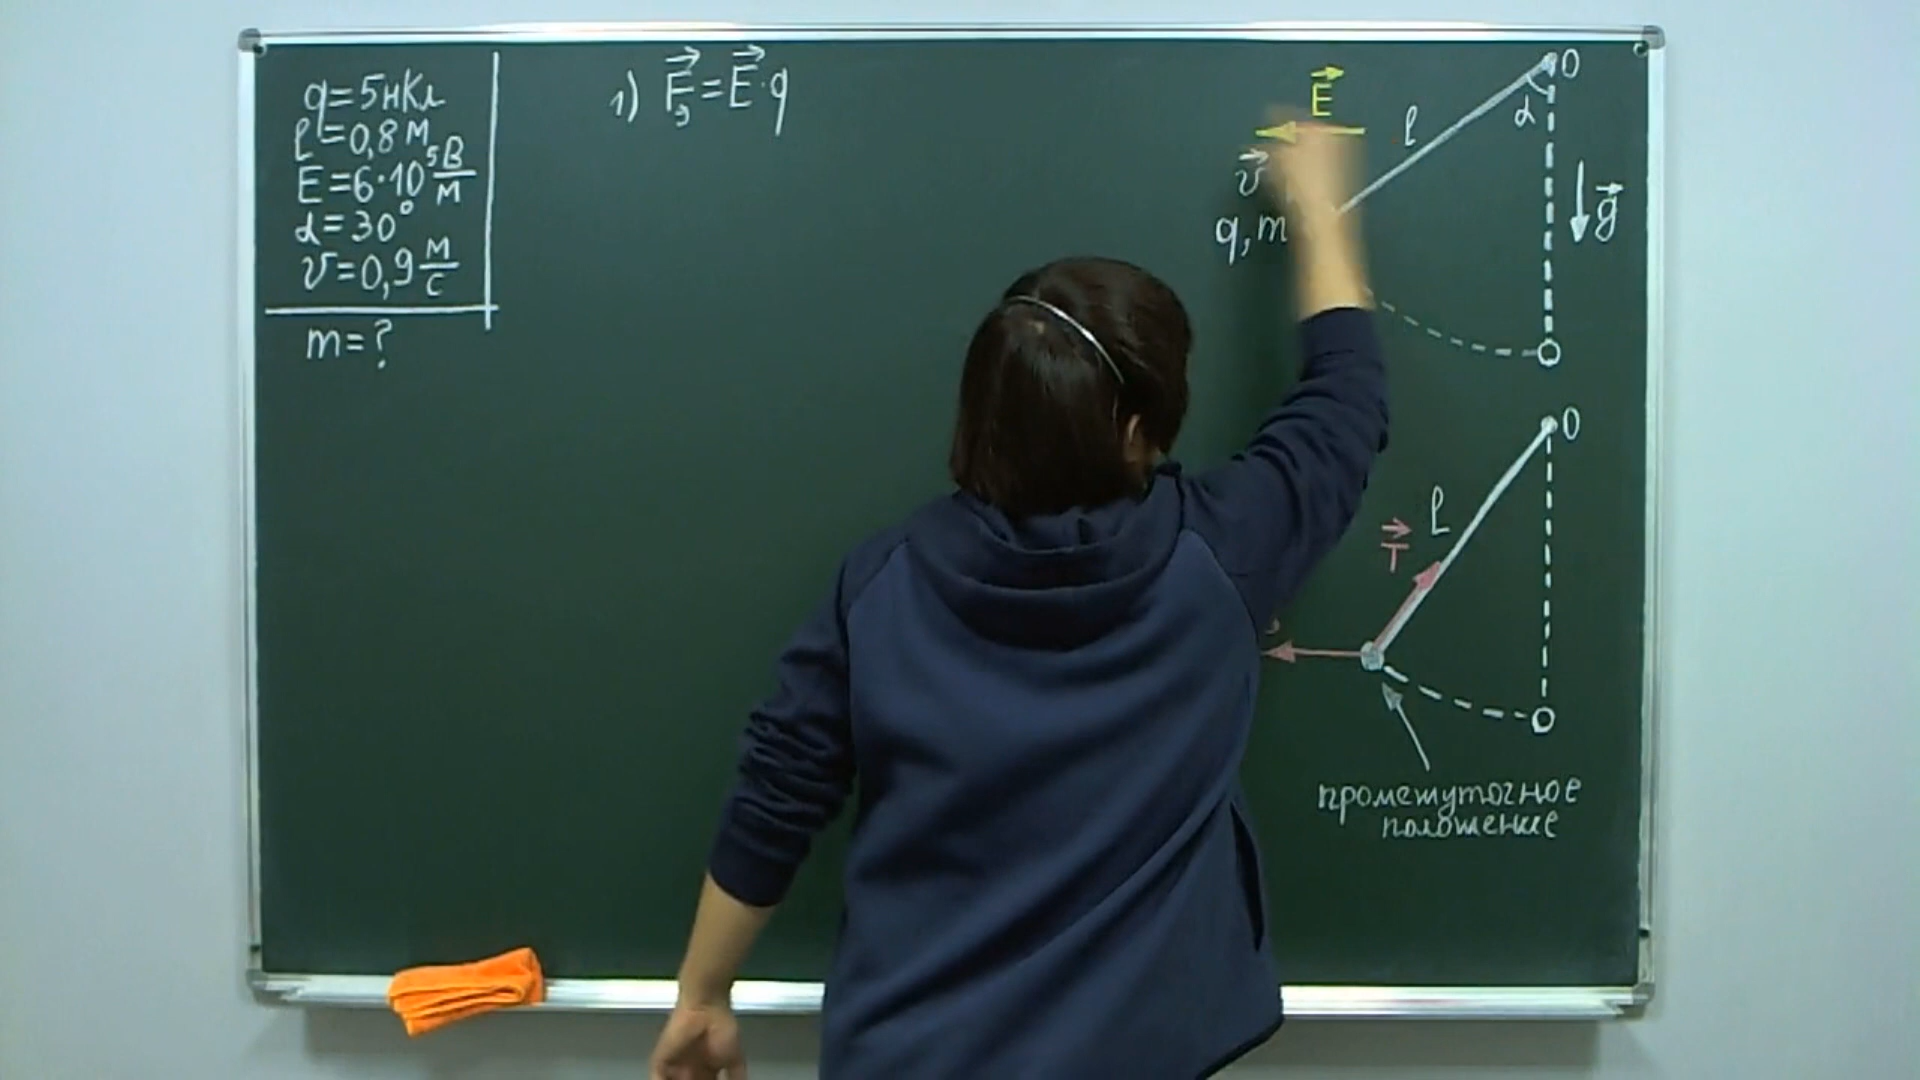 q=5нКл
ℓ=0,8 м
E=6·10⁵ В/м
α=30°
v=0,9 м/с
m=?
1) F⃗э=E⃗·q
E⃗
v⃗
q, m
ℓ
α
O
g⃗
O
ℓ
T⃗
промежуточное
положение